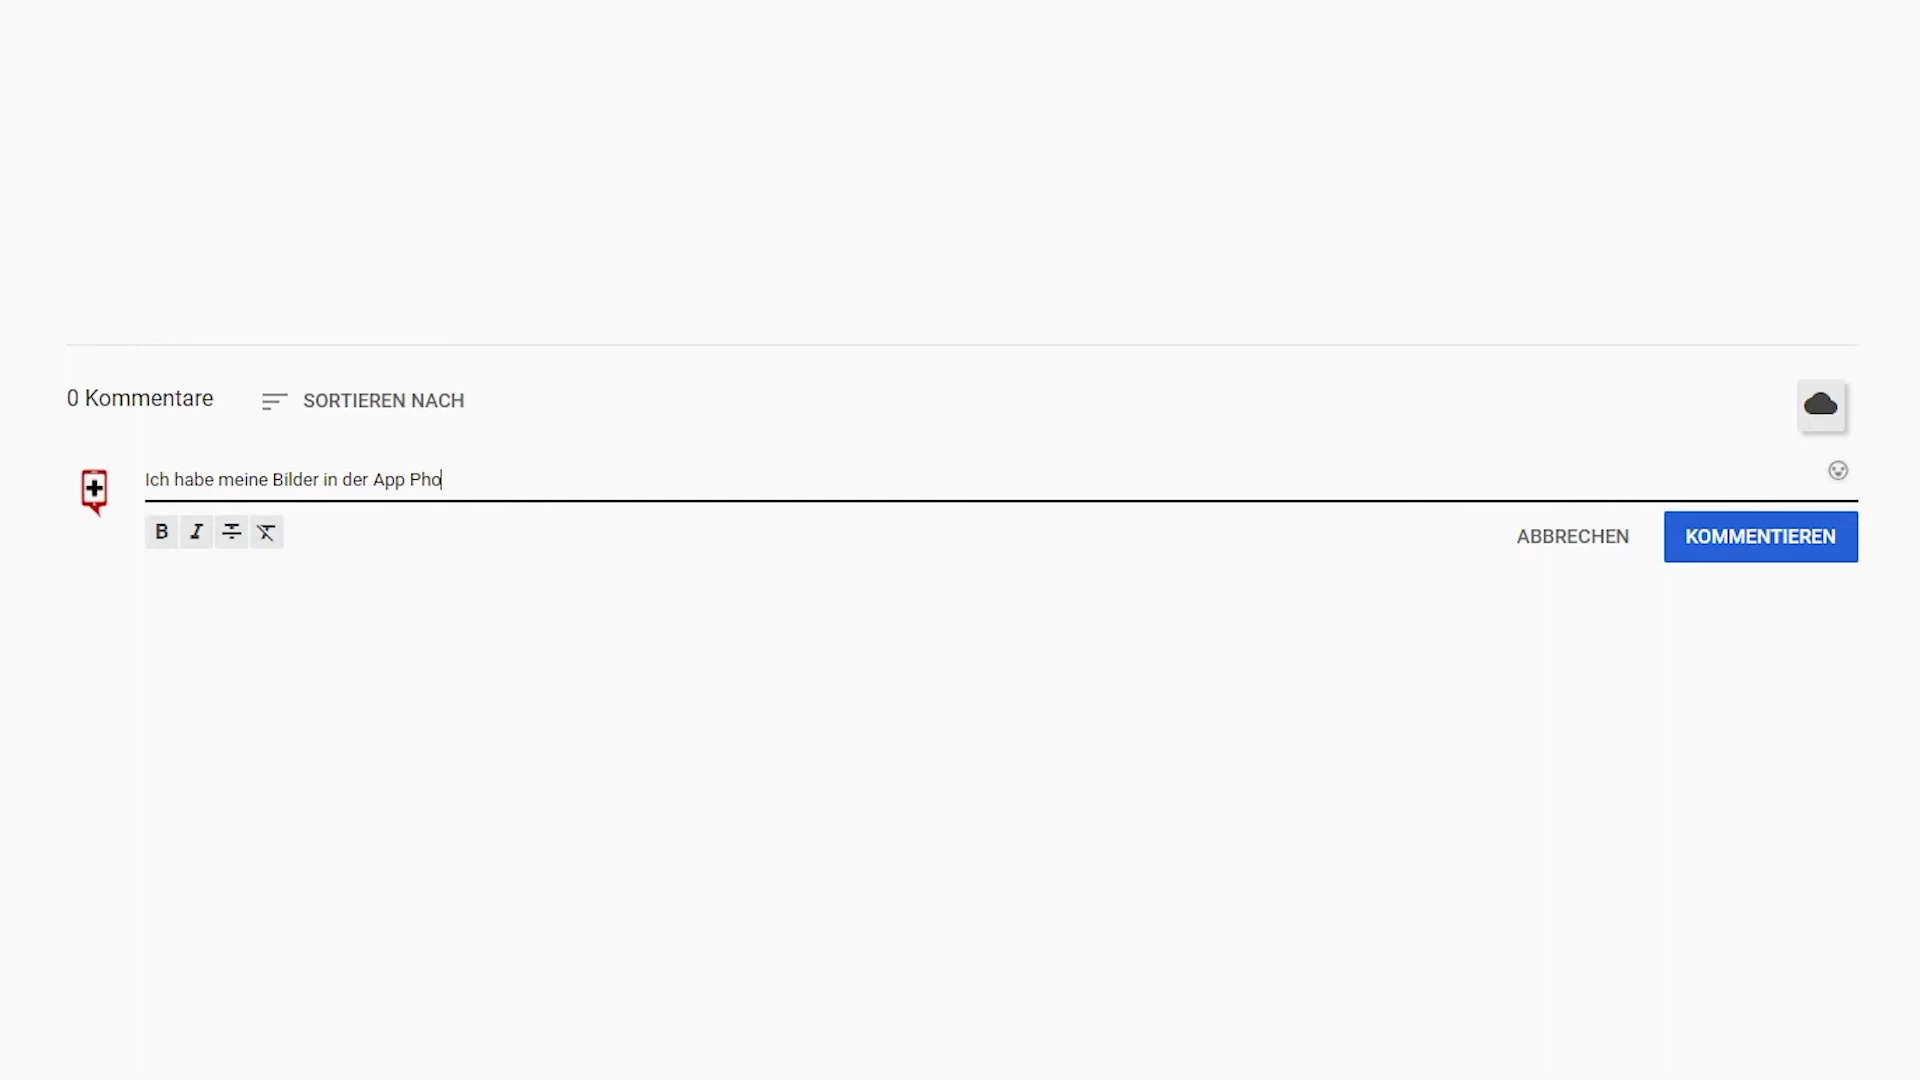 0 Kommentare
SORTIEREN NACH
Ich habe meine Bilder in der App Pho
B I
ABBRECHEN
KOMMENTIEREN